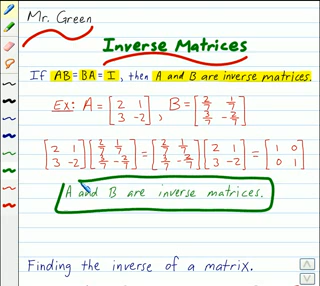 Mr. Green
Inverse Matrices
If AB=BA=I, then A and B are inverse matrices.
Ex: A = [2 1; 3 -2], B = [2/7 1/7; 3/7 -2/7]
[2 1; 3 -2] [2/7 1/7; 3/7 -2/7] = [2/7 1/7; 3/7 -2/7] [2 1; 3 -2] = [1 0; 0 1]
A and B are inverse matrices.
Finding the inverse of a matrix.